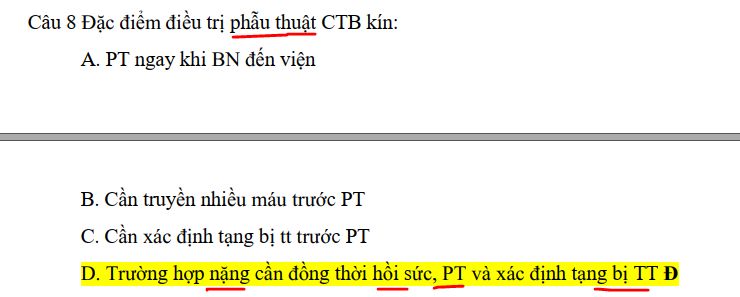 Câu 8 Đặc điểm điều trị phẫu thuật CTB kín:
A. PT ngay khi BN đến viện
B. Cần truyền nhiều máu trước PT
C. Cần xác định tạng bị tt trước PT
D. Trường hợp nặng cần đồng thời hồi sức, PT và xác định tạng bị TT Đ